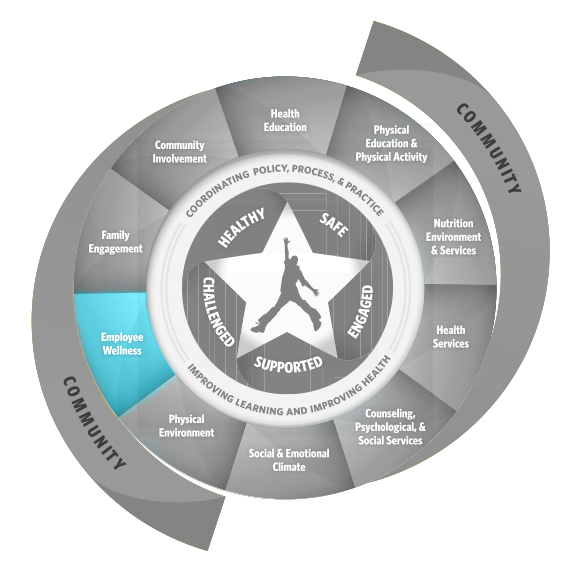 COMMUNITY
Health
Education
Physical
Education &
Physical Activity
Nutrition
Environment
& Services
Health
Services
Counseling,
Psychological, &
Social Services
Social & Emotional
Climate
Physical
Environment
Employee
Wellness
Family
Engagement
Community
Involvement
COORDINATING POLICY, PROCESS, & PRACTICE
IMPROVING LEARNING AND IMPROVING HEALTH
HEALTHY
SAFE
ENGAGED
SUPPORTED
CHALLENGED
COMMUNITY